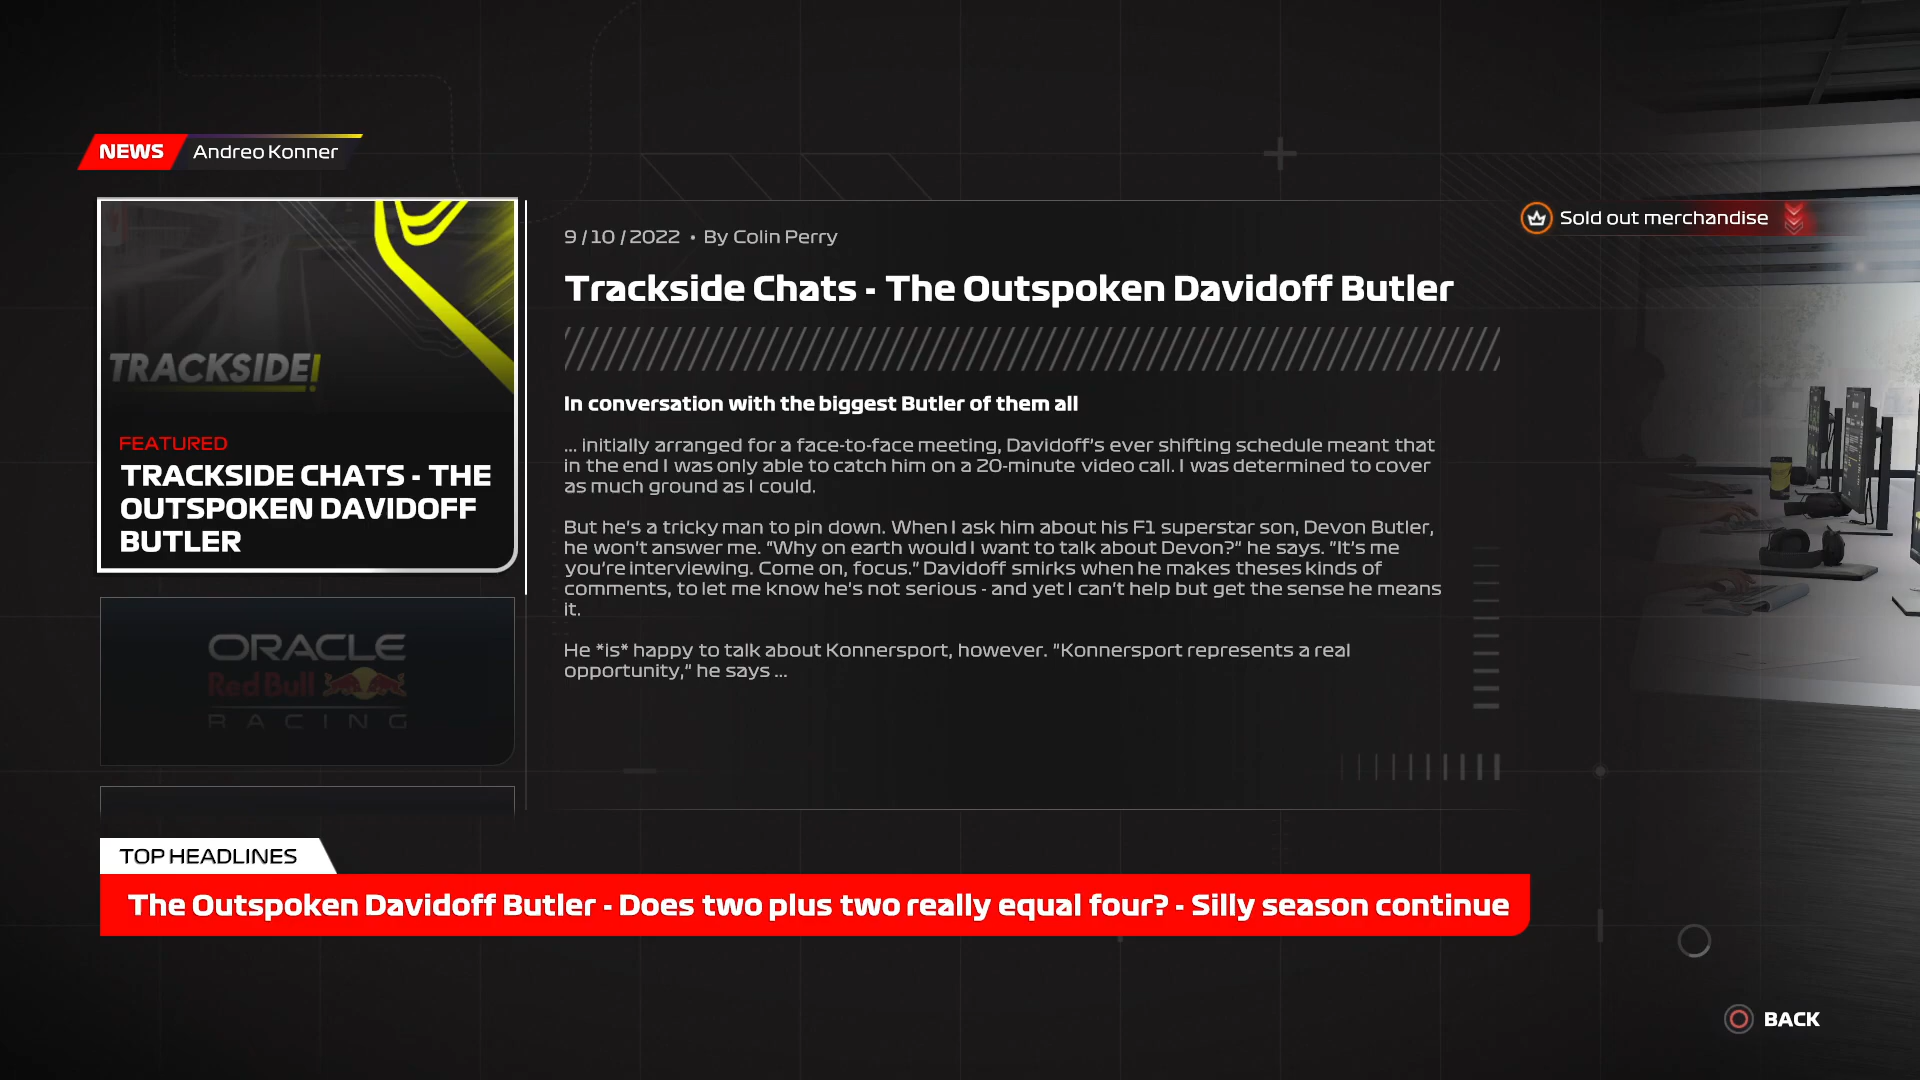 NEWS Andreo Konner
TRACKSIDE!
FEATURED
TRACKSIDE CHATS - THE
OUTSPOKEN DAVIDOFF
BUTLER
ORACLE
Red Bull
RACING
9/10/2022 • By Colin Perry
Trackside Chats - The Outspoken Davidoff Butler
In conversation with the biggest Butler of them all
... initially arranged for a face-to-face meeting, Davidoff's ever shifting schedule meant that
in the end I was only able to catch him on a 20-minute video call. I was determined to cover
as much ground as I could.
But he's a tricky man to pin down. When I ask him about his F1 superstar son, Devon Butler,
he won't answer me. "Why on earth would I want to talk about Devon?" he says. "It's me
you're interviewing. Come on, focus." Davidoff smirks when he makes theses kinds of
comments, to let me know he's not serious - and yet I can't help but get the sense he means
it.
He *is* happy to talk about Konnersport, however. "Konnersport represents a real
opportunity," he says ...
Sold out merchandise
TOP HEADLINES
The Outspoken Davidoff Butler - Does two plus two really equal four? - Silly season continue
BACK